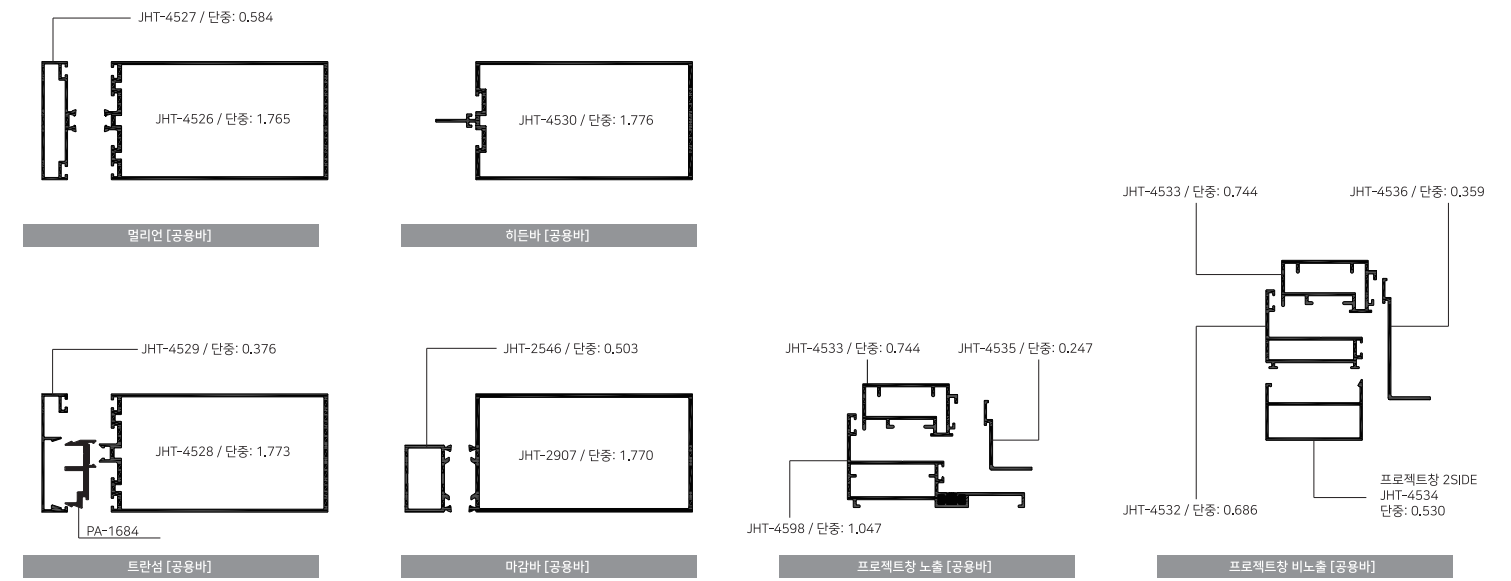 JHT-4527 / 단중: 0.584
JHT-4526 / 단중: 1.765
JHT-4530 / 단중: 1.776
멀리언 [공용바]
히든바 [공용바]
JHT-4533 / 단중: 0.744
JHT-4536 / 단중: 0.359
JHT-4529 / 단중: 0.376
JHT-2546 / 단중: 0.503
JHT-4533 / 단중: 0.744
JHT-4535 / 단중: 0.247
JHT-4528 / 단중: 1.773
JHT-2907 / 단중: 1.770
프로젝트창 2SIDE
JHT-4534
단중: 0.530
JHT-4532 / 단중: 0.686
PA-1684
JHT-4598 / 단중: 1.047
트란섬 [공용바]
마감바 [공용바]
프로젝트창 노출 [공용바]
프로젝트창 비노출 [공용바]